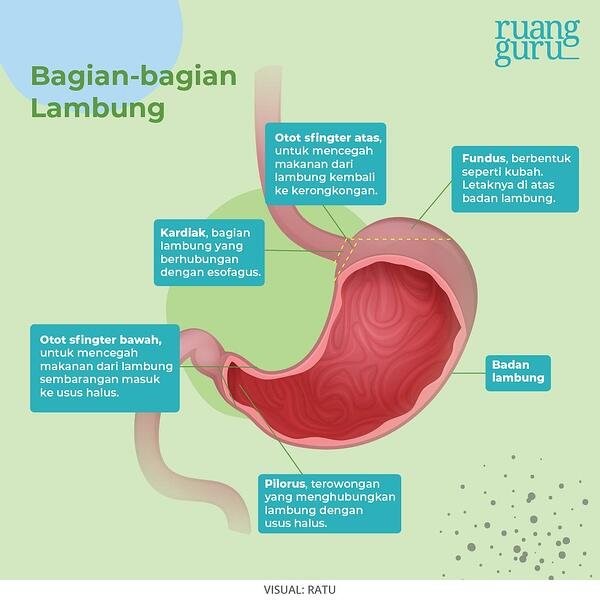 ruang
guru
Bagian-bagian
Lambung
Otot sfingter atas,
untuk mencegah
makanan dari
lambung kembali
ke kerongkongan.
Fundus, berbentuk
seperti kubah.
Letaknya di atas
badan lambung.
Kardiak, bagian
lambung yang
berhubungan
dengan esofagus.
Otot sfingter bawah,
untuk mencegah
makanan dari lambung
sembarangan masuk
ke usus halus.
Badan
lambung
Pilorus, terowongan
yang menghubungkan
lambung dengan
usus halus.
VISUAL: RATU